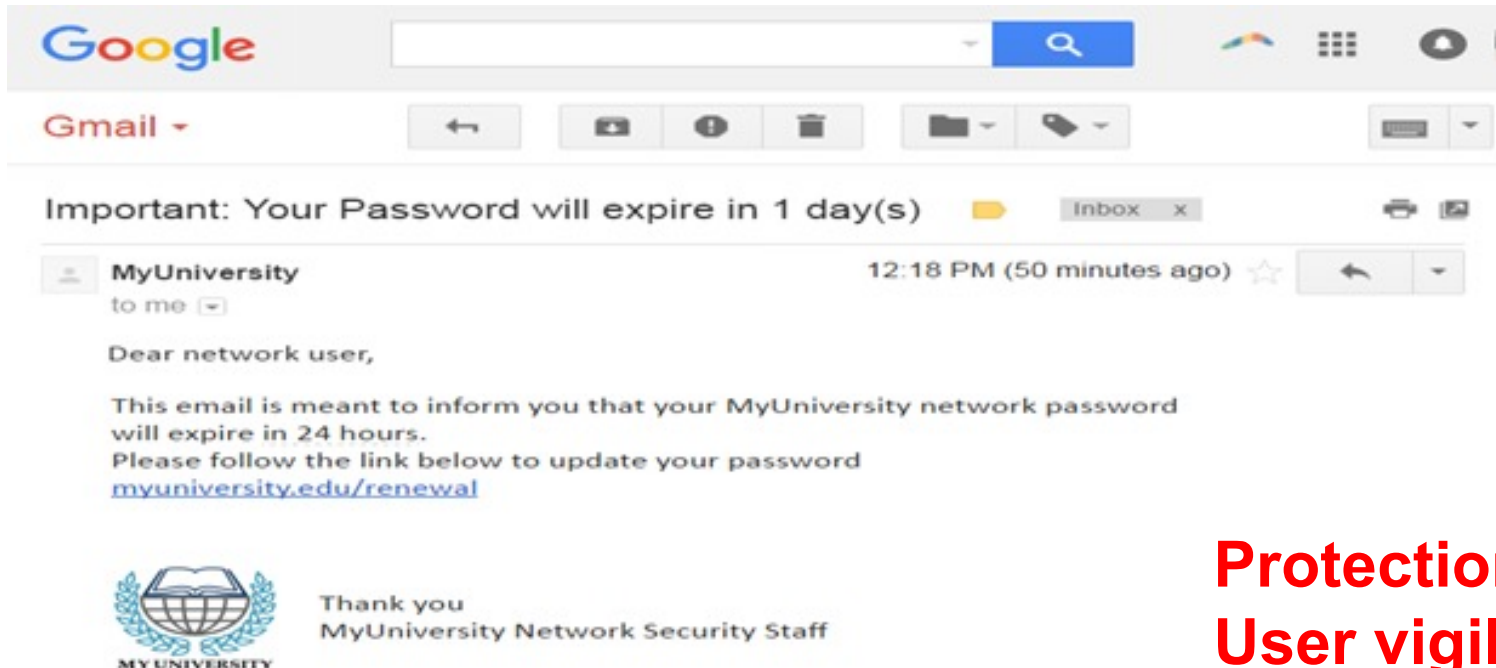 Google
Gmail
Important: Your Password will expire in 1 day(s)
Inbox x
MyUniversity
12:18 PM (50 minutes ago)
to me
Dear network user,
This email is meant to inform you that your MyUniversity network password
will expire in 24 hours.
Please follow the link below to update your password
myuniversity.edu/renewal
Thank you
MyUniversity Network Security Staff
MY UNIVERSITY
Protection
User vigil